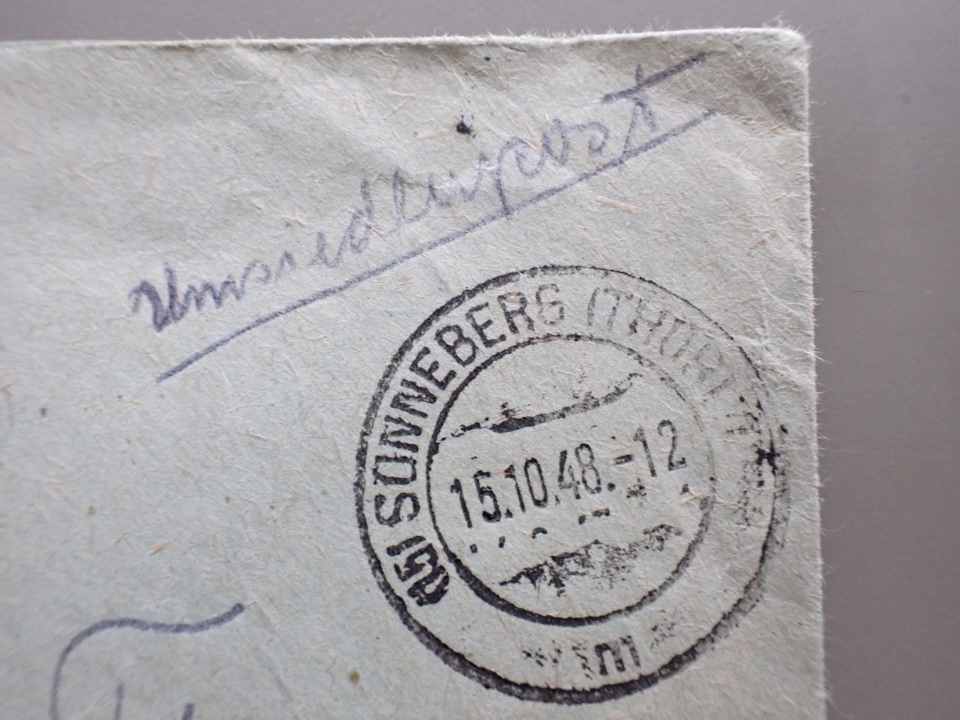 Umsiedlerpost
(15) SONNEBERG (THÜR)
15.10.48.-12
m